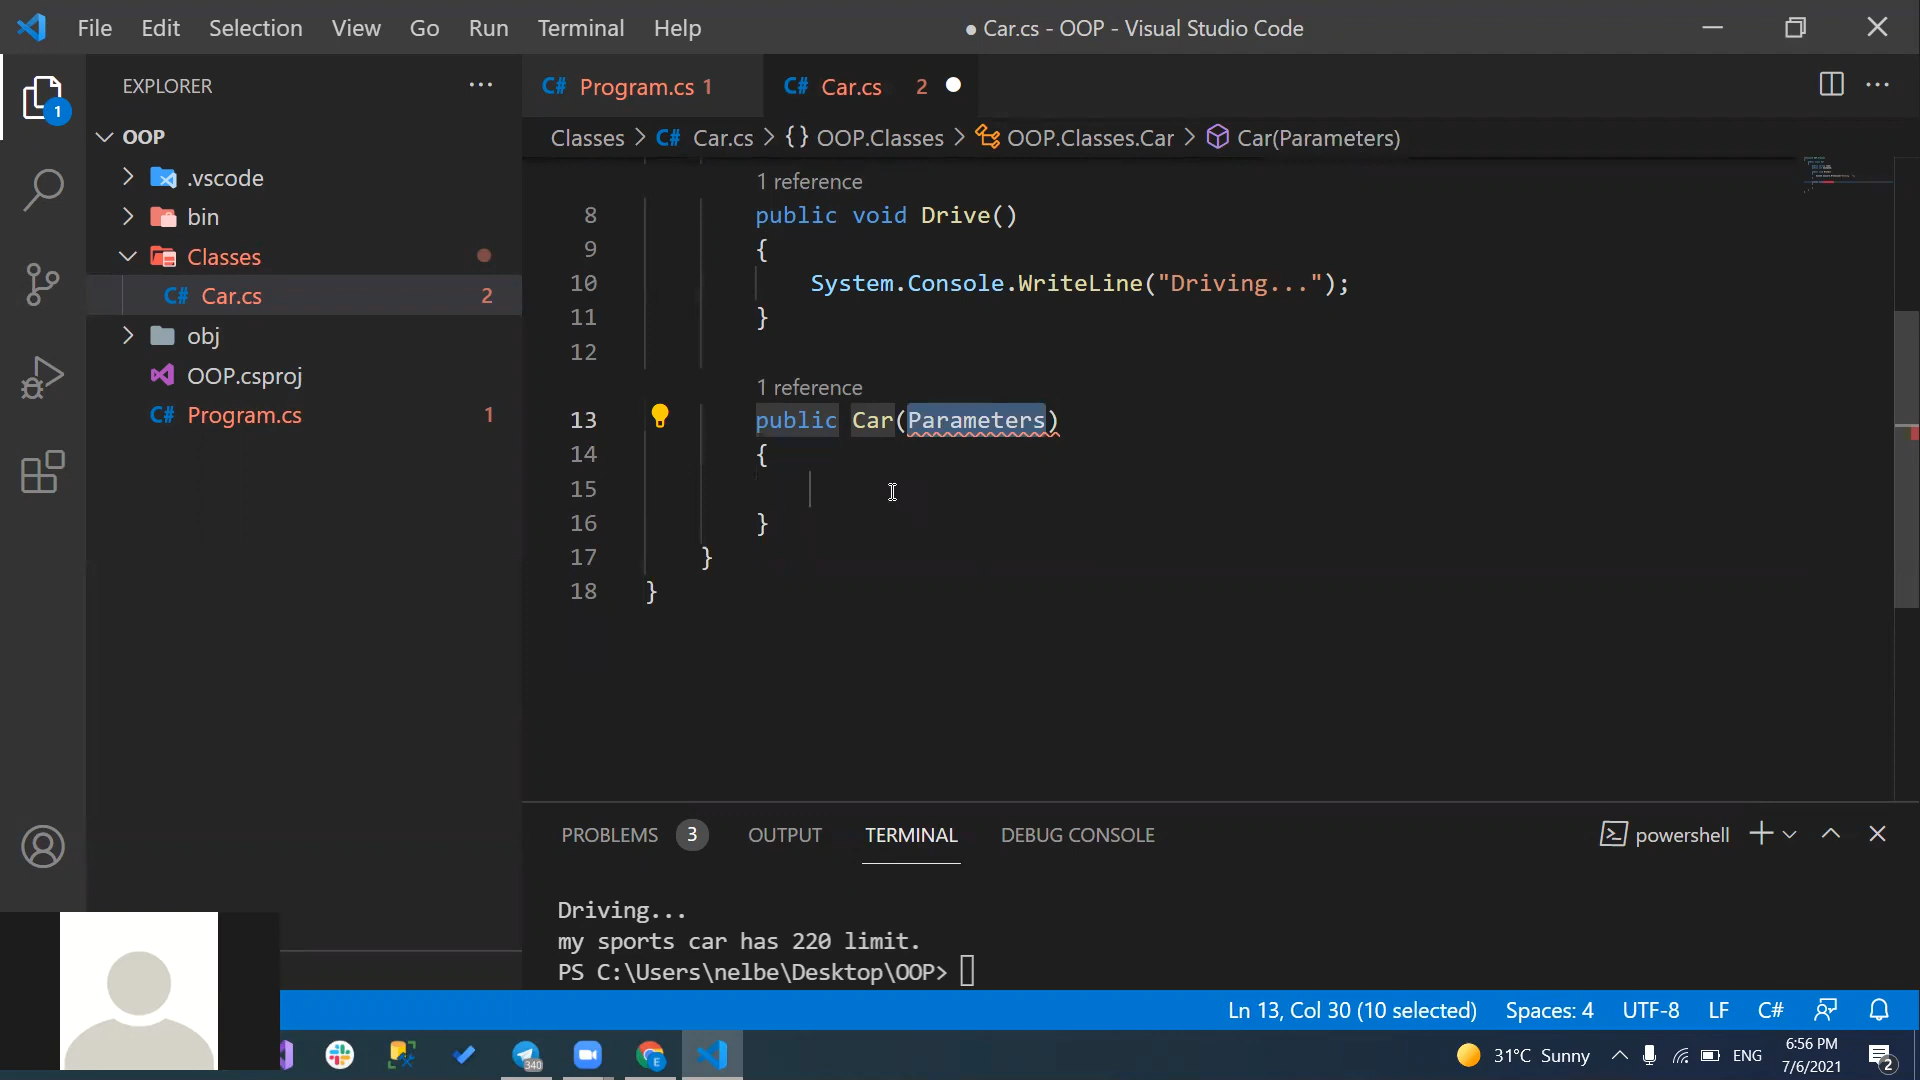 File Edit Selection View Go Run Terminal Help ● Car.cs - OOP - Visual Studio Code
EXPLORER ...
C# Program.cs 1 C# Car.cs 2
1
OOP
Classes > C# Car.cs > {} OOP.Classes > OOP.Classes.Car > Car(Parameters)
.vscode
bin
Classes
C# Car.cs 2
obj
OOP.csproj
C# Program.cs 1
1 reference
8 public void Drive()
9 {
10 System.Console.WriteLine("Driving...");
11 }
12
1 reference
13 public Car(Parameters)
14 {
15
16 }
17 }
18 }
PROBLEMS 3 OUTPUT TERMINAL DEBUG CONSOLE powershell
Driving...
my sports car has 220 limit.
PS C:\Users\nelbe\Desktop\OOP>
Ln 13, Col 30 (10 selected) Spaces: 4 UTF-8 LF C#
340 31°C Sunny ENG 6:56 PM
7/6/2021 2